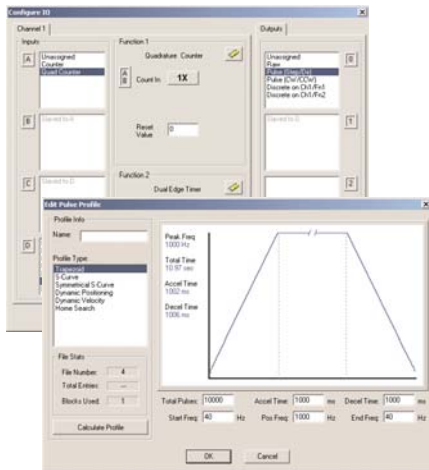 Configure IO
Channel 1
Inputs
A
Unassigned
Counter
Quad Counter
B
C
D
Function 1
Quadrature Counter
A
B
Count In:
1X
Reset
Value
0
Function 2
Dual Edge Timer
Outputs
Unassigned
Raw
Pulse (Step/Dir)
Pulse (CW/CCW)
Discrete on Ch1/Fn1
Discrete on Ch1/Fn2
0
1
2
Edit Pulse Profile
Profile Info
Name:
Profile Type:
Trapezoid
S-Curve
Symmetrical S-Curve
Dynamic Positioning
Dynamic Velocity
Home Search
File Stats
File Number: 4
Total Entries: ---
Blocks Used: 1
Calculate Profile
Peak Freq
1000 Hz
Total Time
10.97 sec
Accel Time
1002 ms
Decel Time
1006 ms
Total Pulses: 10000
Accel Time: 1000 ms
Decel Time: 1000 ms
Start Freq: 40 Hz
Pos Freq: 1000 Hz
End Freq: 40 Hz
OK
Cancel